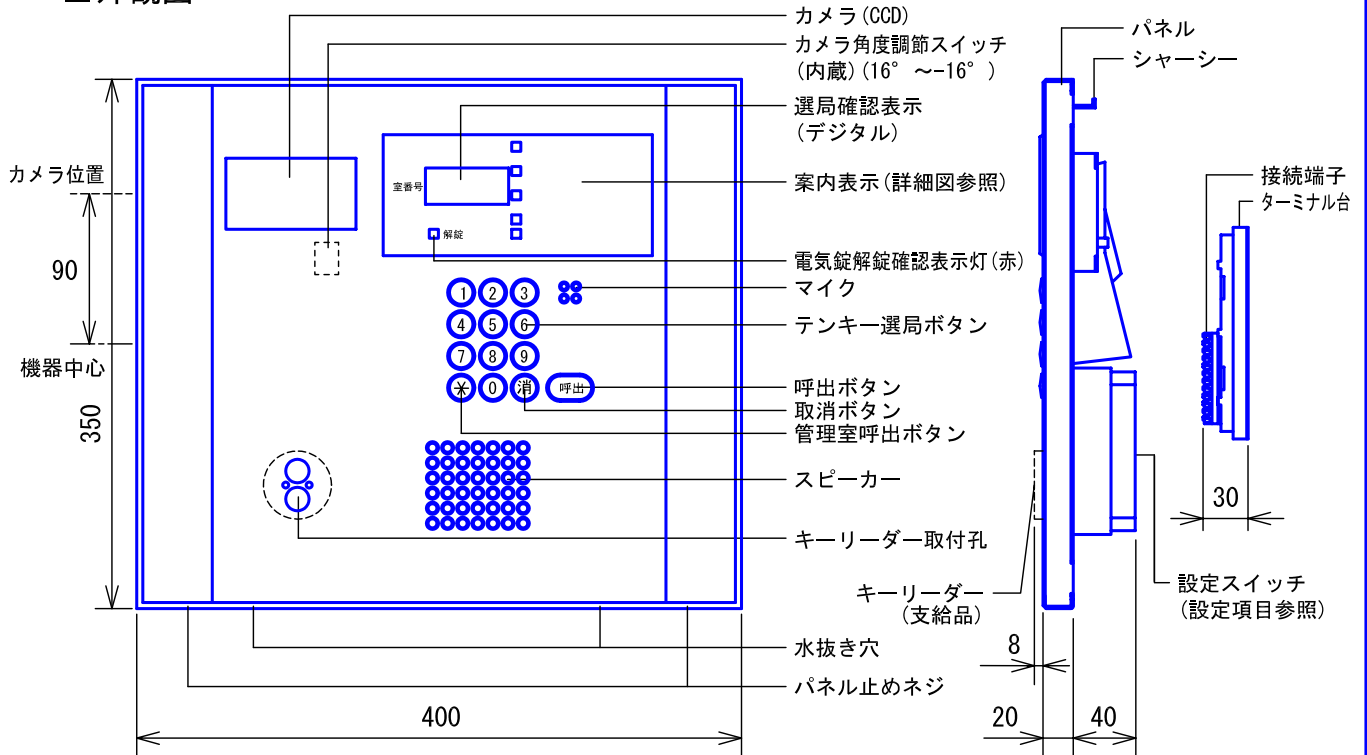 カメラ(CCD)
カメラ角度調節スイッチ
(内蔵)(16°~-16°)
選局確認表示
(デジタル)
案内表示(詳細図参照)
電気錠解錠確認表示灯(赤)
マイク
テンキー選局ボタン
呼出ボタン
取消ボタン
管理室呼出ボタン
スピーカー
キーリーダー取付孔
キーリーダー
(支給品)
水抜き穴
パネル止めネジ
カメラ位置
90
機器中心
350
400
室番号
解錠
1 2 3
4 5 6
7 8 9
* 0 消 呼出
パネル
シャーシー
接続端子
ターミナル台
30
設定スイッチ
(設定項目参照)
8
20
40